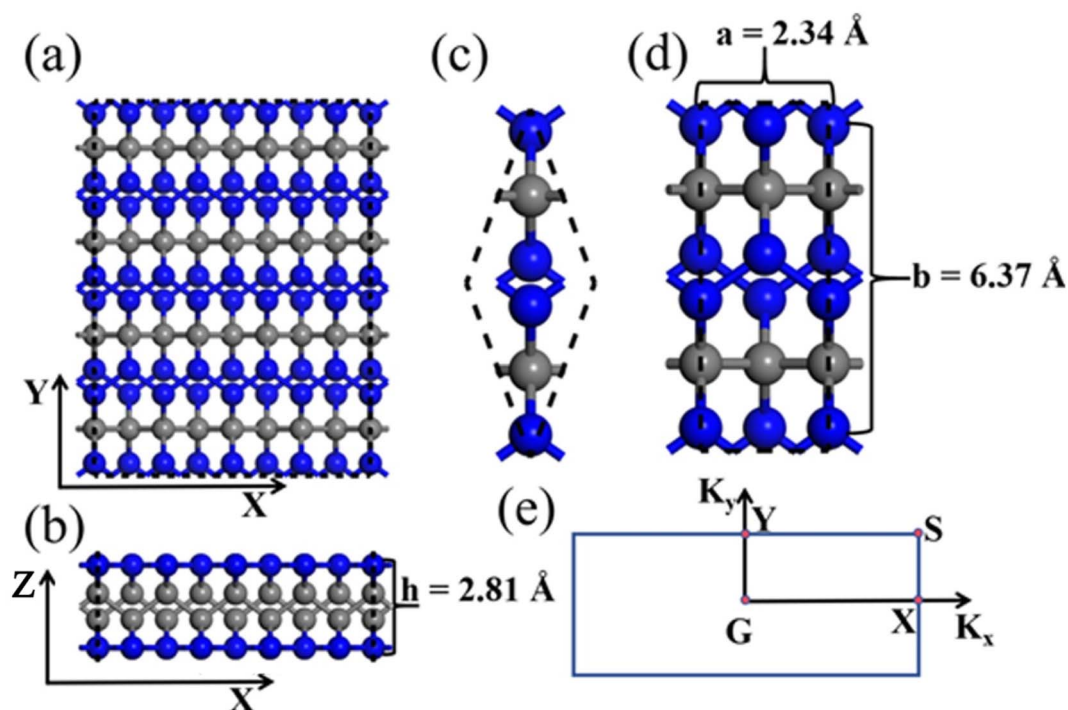 (a)
(c)
(d)
a = 2.34 Å
b = 6.37 Å
Y
X
(b)
Z
h = 2.81 Å
X
(e)
Ky
Y
S
G
X
Kx